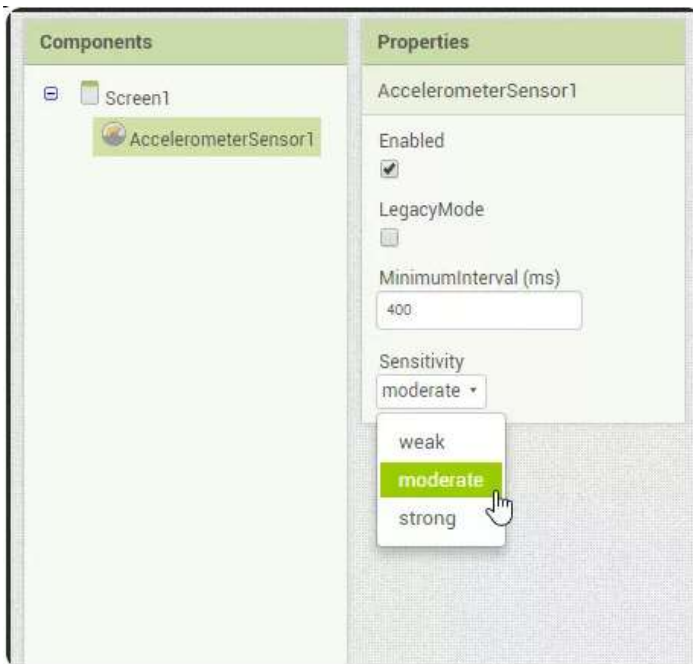 Components
Screen1
AccelerometerSensor1
Properties
AccelerometerSensor1
Enabled
LegacyMode
MinimumInterval (ms)
400
Sensitivity
moderate
weak
moderate
strong